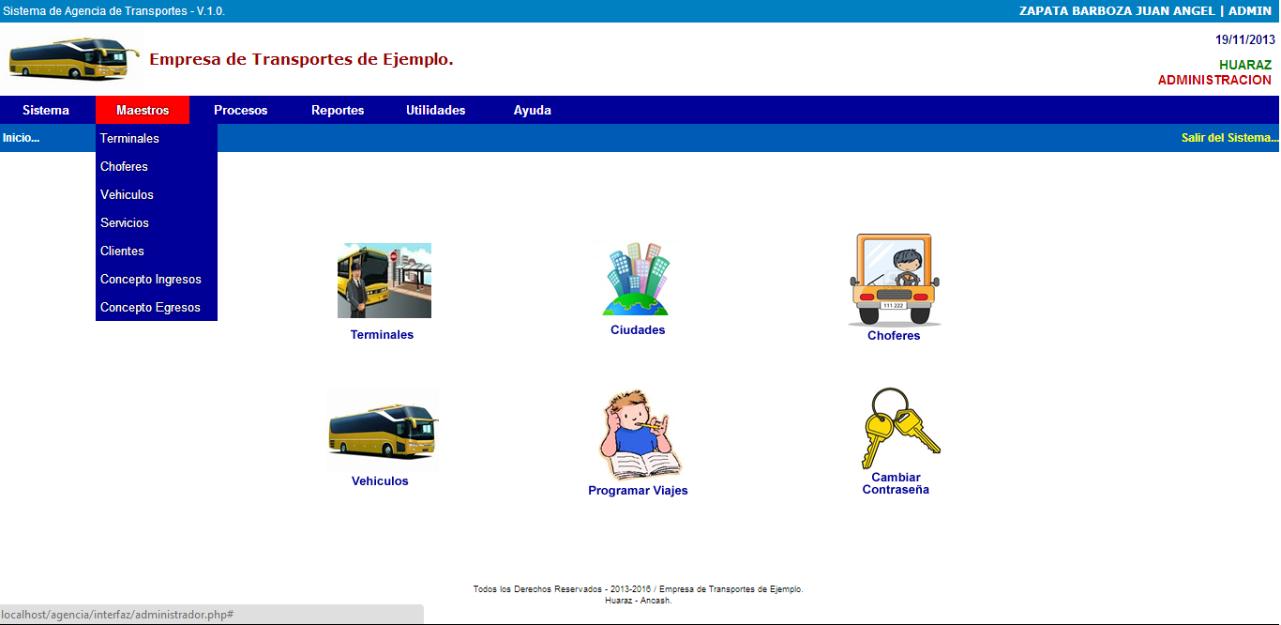 Sistema de Agencia de Transportes - V.1.0.
ZAPATA BARBOZA JUAN ANGEL | ADMIN
Empresa de Transportes de Ejemplo.
19/11/2013
HUARAZ
ADMINISTRACION
Sistema Maestros Procesos Reportes Utilidades Ayuda
Inicio...
Salir del Sistema...
Terminales
Choferes
Vehiculos
Servicios
Clientes
Concepto Ingresos
Concepto Egresos
111 222
Terminales
Ciudades
Choferes
Vehiculos
Programar Viajes
Cambiar
Contraseña
Todos los Derechos Reservados - 2013-2016 / Empresa de Transportes de Ejemplo.
Huaraz - Ancash.
localhost/agencia/interfaz/administrador.php#